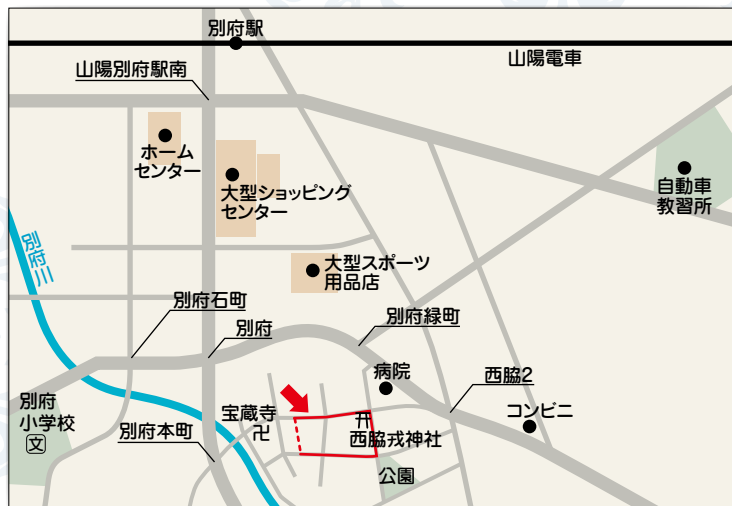 別府駅
山陽電車
山陽別府駅南
ホーム
センター
大型ショッピング
センター
自動車
教習所
別府川
大型スポーツ
用品店
別府石町
別府緑町
別府
病院
西脇2
別府
小学校
文
宝蔵寺
卍
西脇戎神社
コンビニ
別府本町
公園